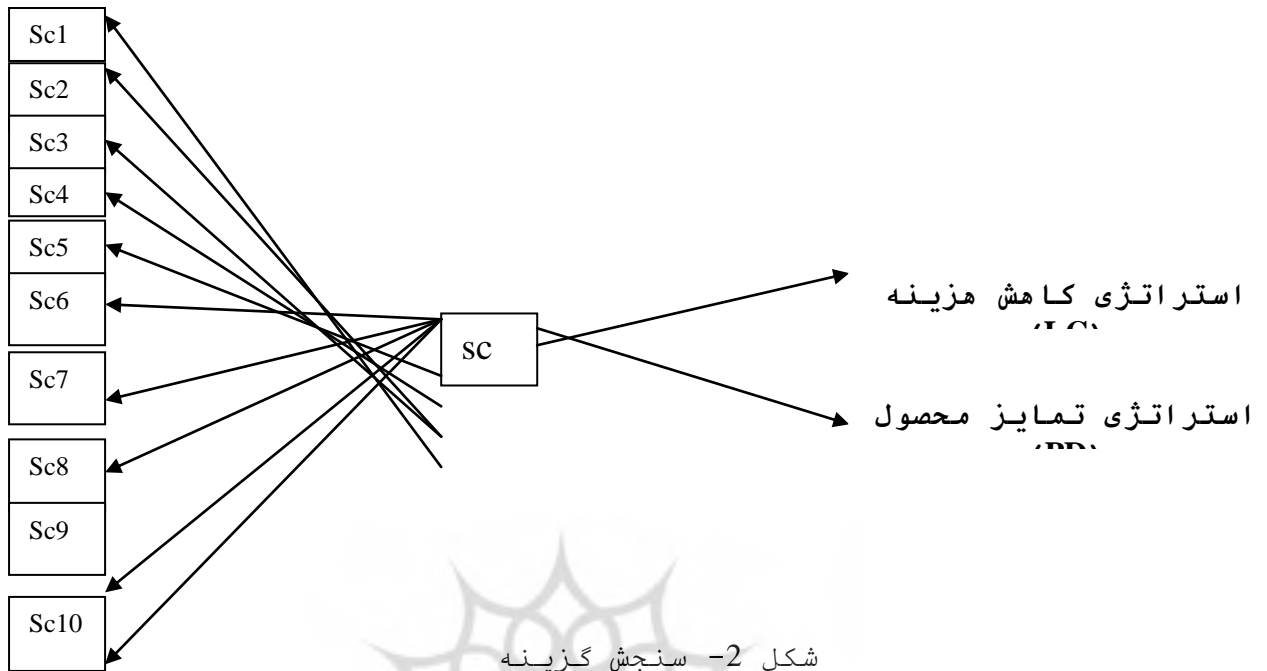 Sc1
Sc2
Sc3
Sc4
Sc5
Sc6
Sc7
Sc8
Sc9
Sc10
sc
استراتژی کاهش هزینه
استراتژی تمایز محصول
شکل 2- سنجش گزینه